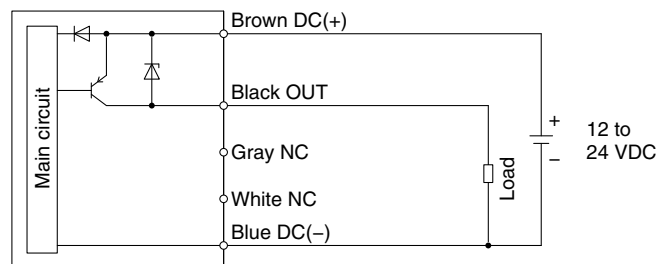 Brown DC(+)
Main circuit
Black OUT
Gray NC
White NC
Blue DC(−)
Load
+
−
12 to
24 VDC